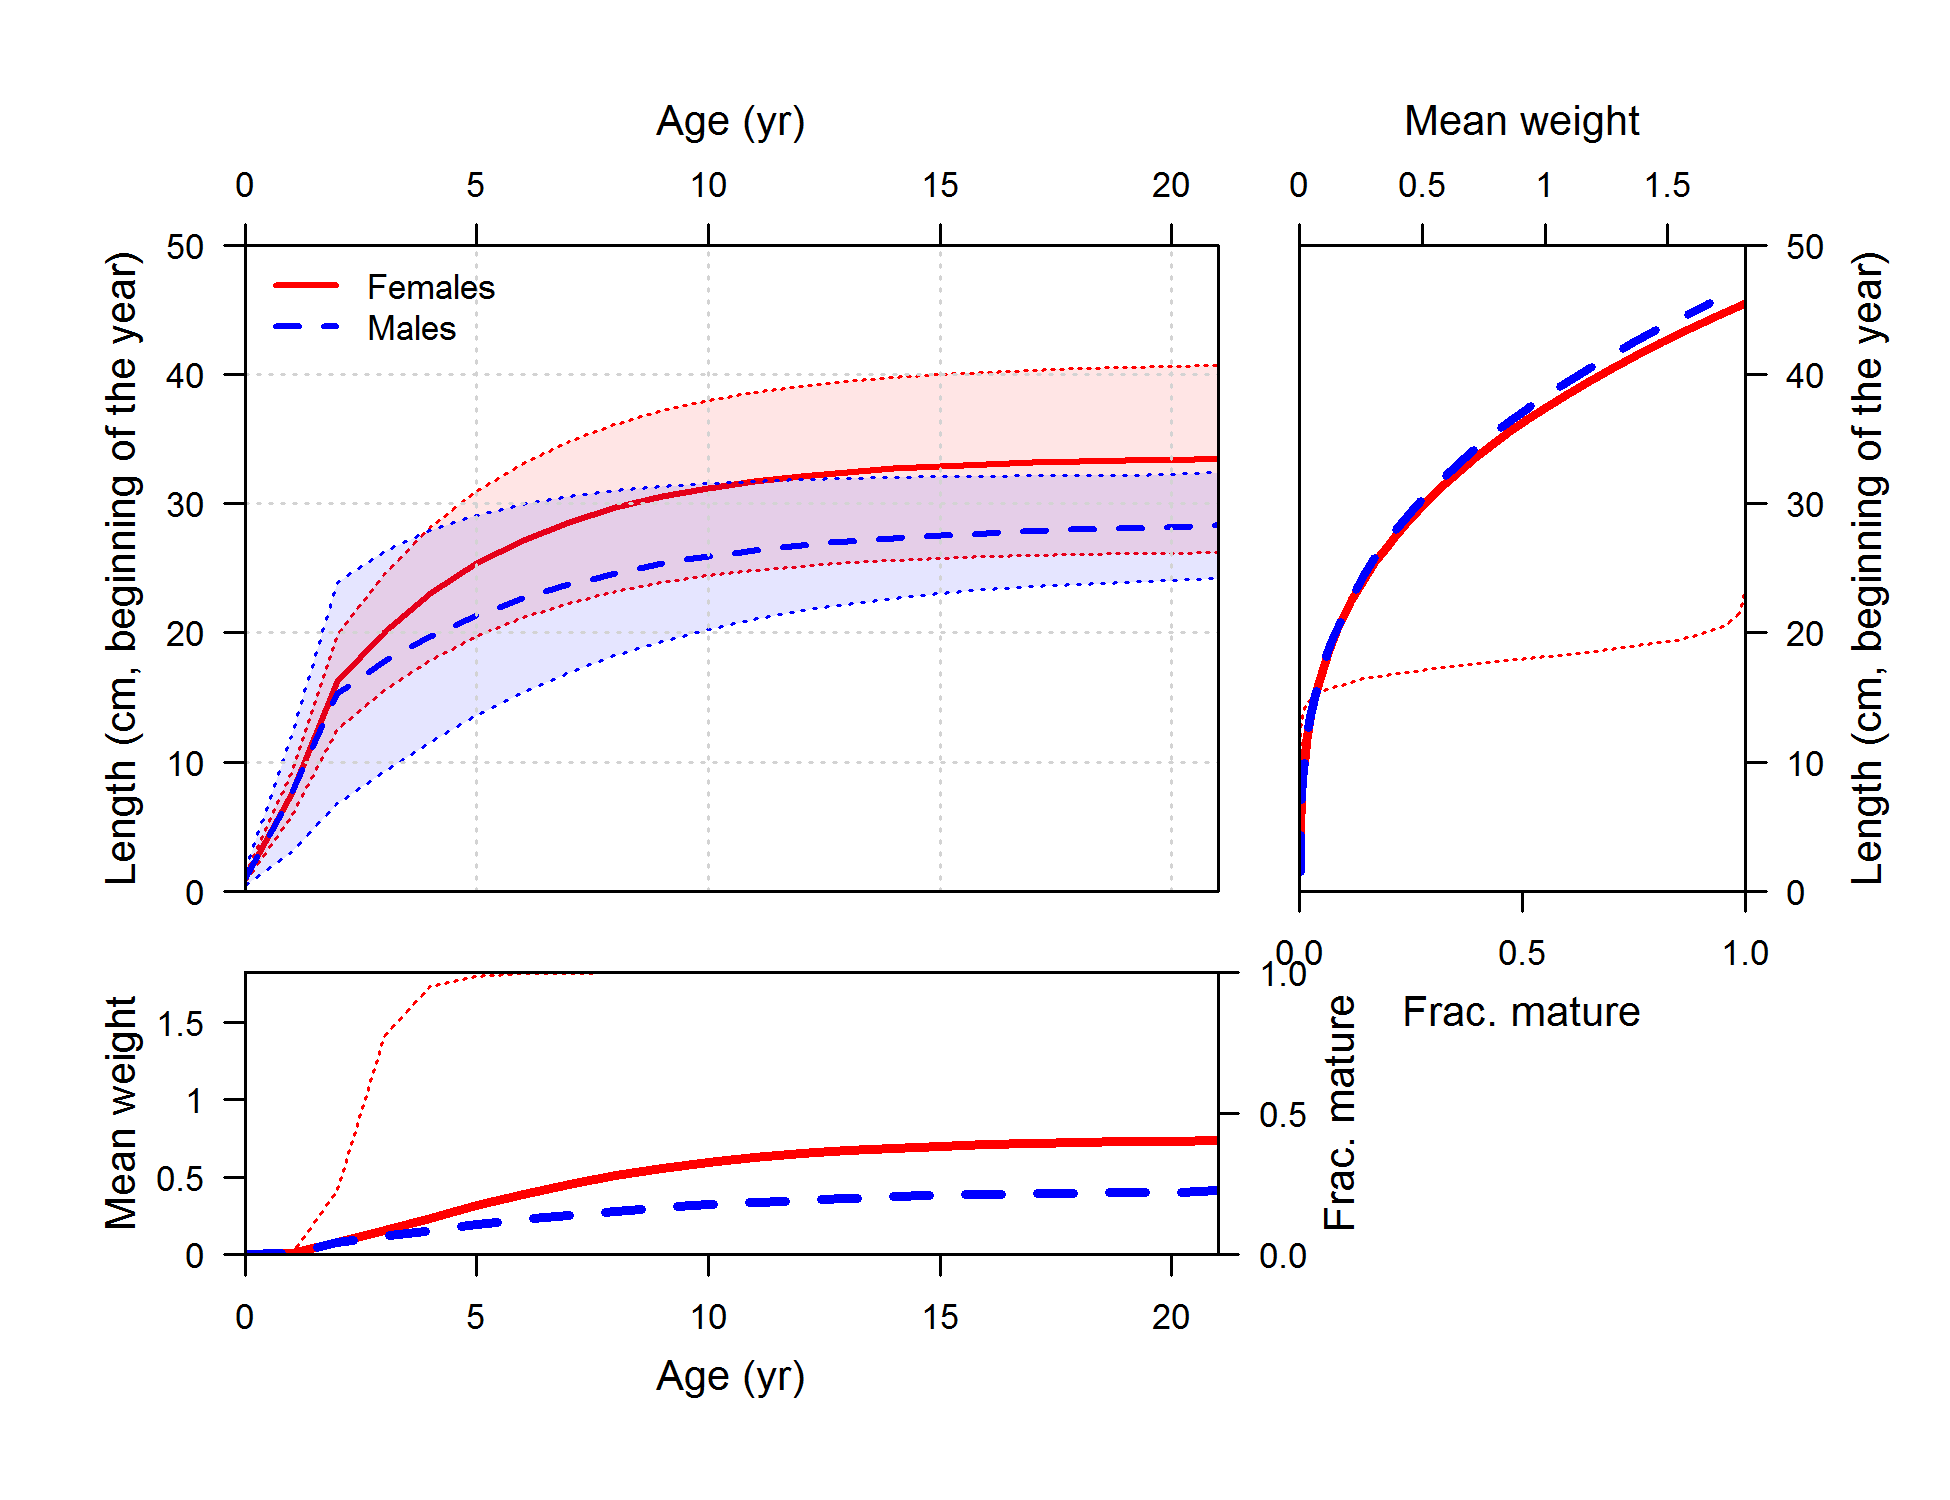 Age (yr)
Mean weight
0 5 10 15 20
0 0.5 1 1.5
50
40
30
20
10
0
Length (cm, beginning of the year)
Females
Males
50
40
30
20
10
0
Length (cm, beginning of the year)
0.0 0.5 1.0
Frac. mature
Mean weight
1.5
1
0.5
0
1.0
0.5
0.0
Frac. mature
0 5 10 15 20
Age (yr)